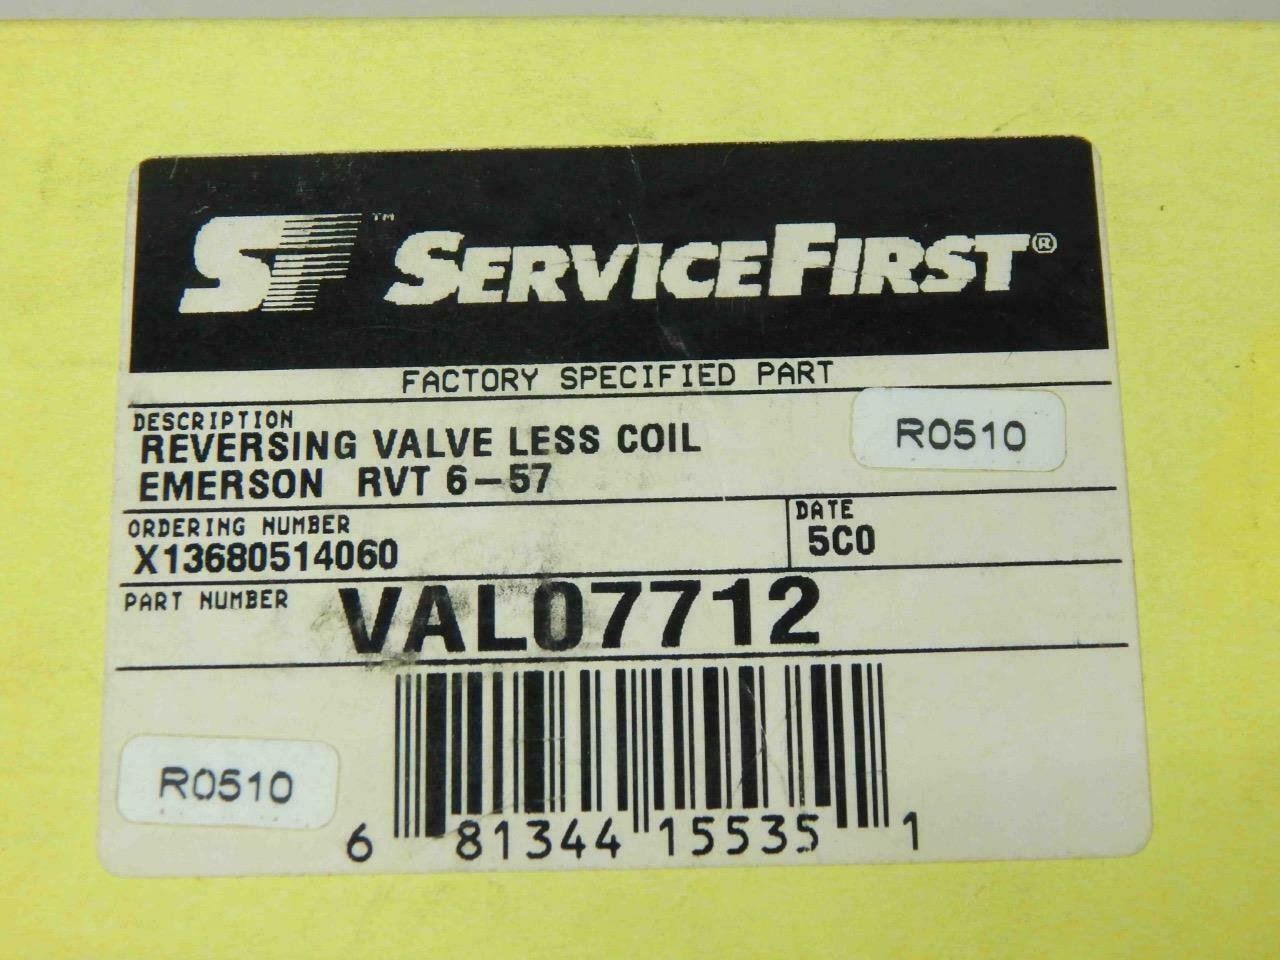 ST™ SERVICEFIRST®
FACTORY SPECIFIED PART
DESCRIPTION
REVERSING VALVE LESS COIL
EMERSON RVT 6-57
R0510
ORDERING NUMBER
X13680514060
DATE
5C0
PART NUMBER
VAL07712
R0510
6 81344 15535 1